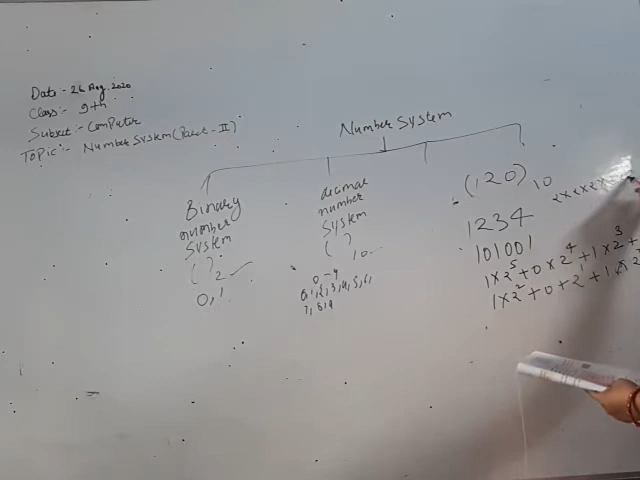 Date :- 26 Aug. 2020
Class :- 9th
Subject :- Computer
Topic :- Number System (Part - II)
Number System
Binary
number
System
( )2
0, 1
decimal
number
System
( )10
0 - 9
0, 1, 2, 3, 4, 5, 6,
7, 8, 9
(120)10
1234
101001
2x2x2x
1x2^5 + 0x2^4 + 1x2^3 +
1x2^2 + 0+2^1 + 1x2